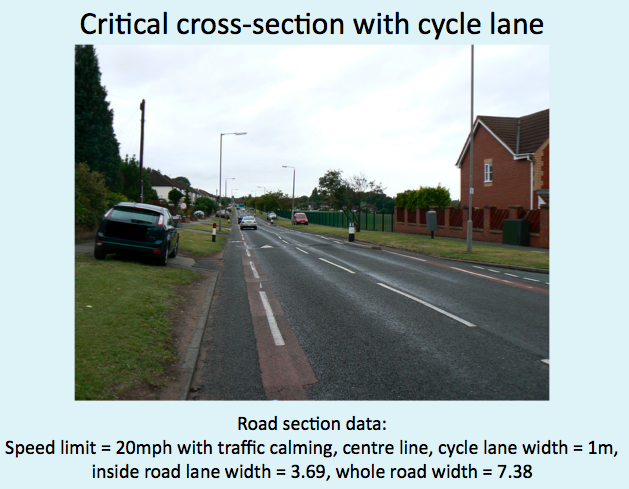 Critical cross-section with cycle lane
Road section data:
Speed limit = 20mph with traffic calming, centre line, cycle lane width = 1m,
inside road lane width = 3.69, whole road width = 7.38